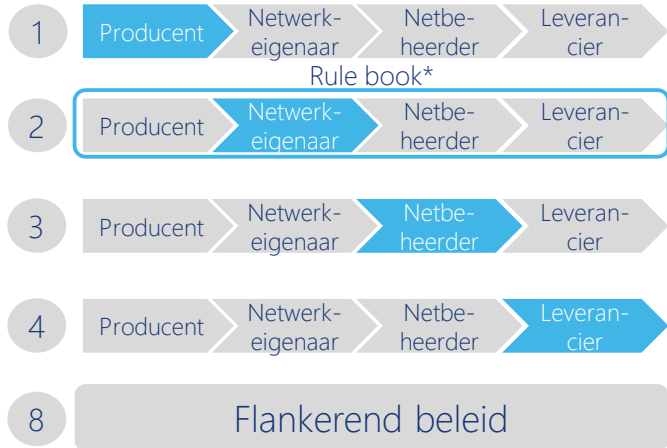 1 Producent Netwerk- Netbe- Leveran-
eigenaar heerder cier
Rule book*
2 Producent Netwerk- Netbe- Leveran-
eigenaar heerder cier
3 Producent Netwerk- Netbe- Leveran-
eigenaar heerder cier
4 Producent Netwerk- Netbe- Leveran-
eigenaar heerder cier
8 Flankerend beleid